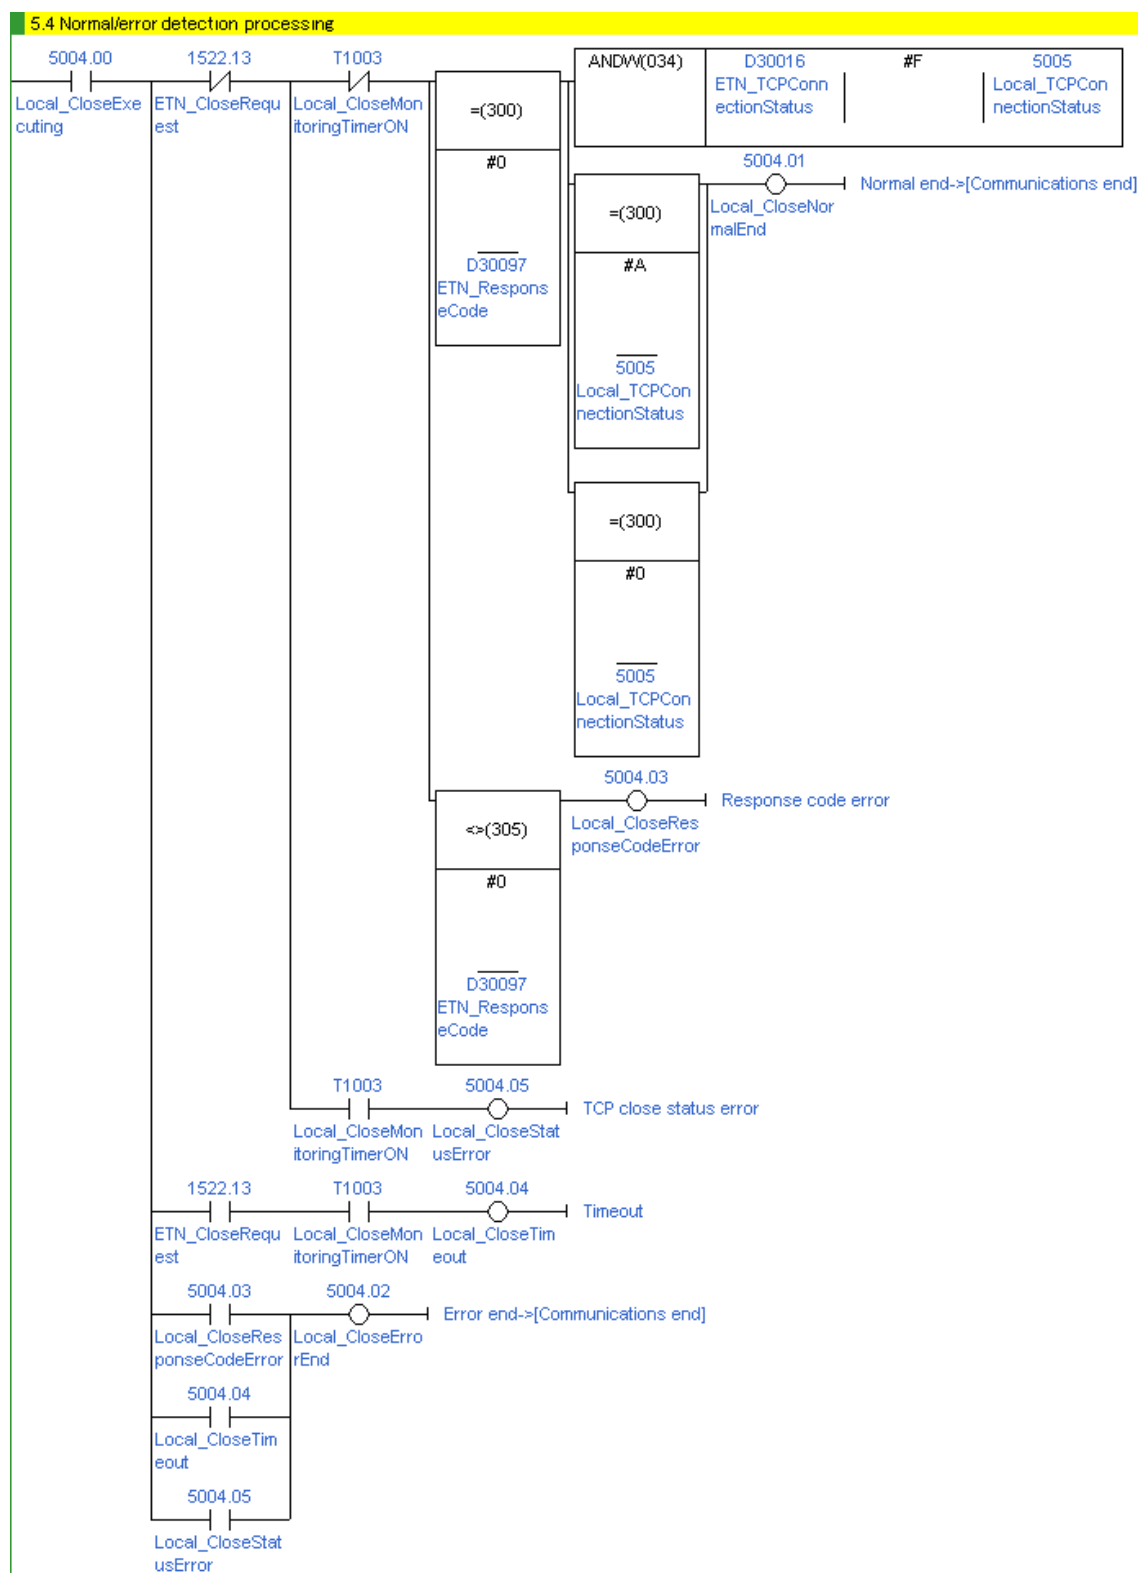 5.4 Normal/error detection processing
5004.00
1522.13
T1003
Local_CloseExe
cuting
ETN_CloseRequ
est
Local_CloseMon
itoringTimerON
=(300)
#0
D30097
ETN_Respons
eCode
ANDW(034)
D30016
ETN_TCPConn
ectionStatus
#F
5005
Local_TCPCon
nectionStatus
=(300)
#A
5005
Local_TCPCon
nectionStatus
5004.01
Local_CloseNor
malEnd
Normal end->[Communications end]
=(300)
#0
5005
Local_TCPCon
nectionStatus
<>(305)
#0
D30097
ETN_Respons
eCode
5004.03
Local_CloseRes
ponseCodeError
Response code error
T1003
Local_CloseMon
itoringTimerON
5004.05
Local_CloseStat
usError
TCP close status error
1522.13
ETN_CloseRequ
est
T1003
Local_CloseMon
itoringTimerON
5004.04
Local_CloseTim
eout
Timeout
5004.03
Local_CloseRes
ponseCodeError
5004.02
Local_CloseErro
rEnd
Error end->[Communications end]
5004.04
Local_CloseTim
eout
5004.05
Local_CloseStat
usError